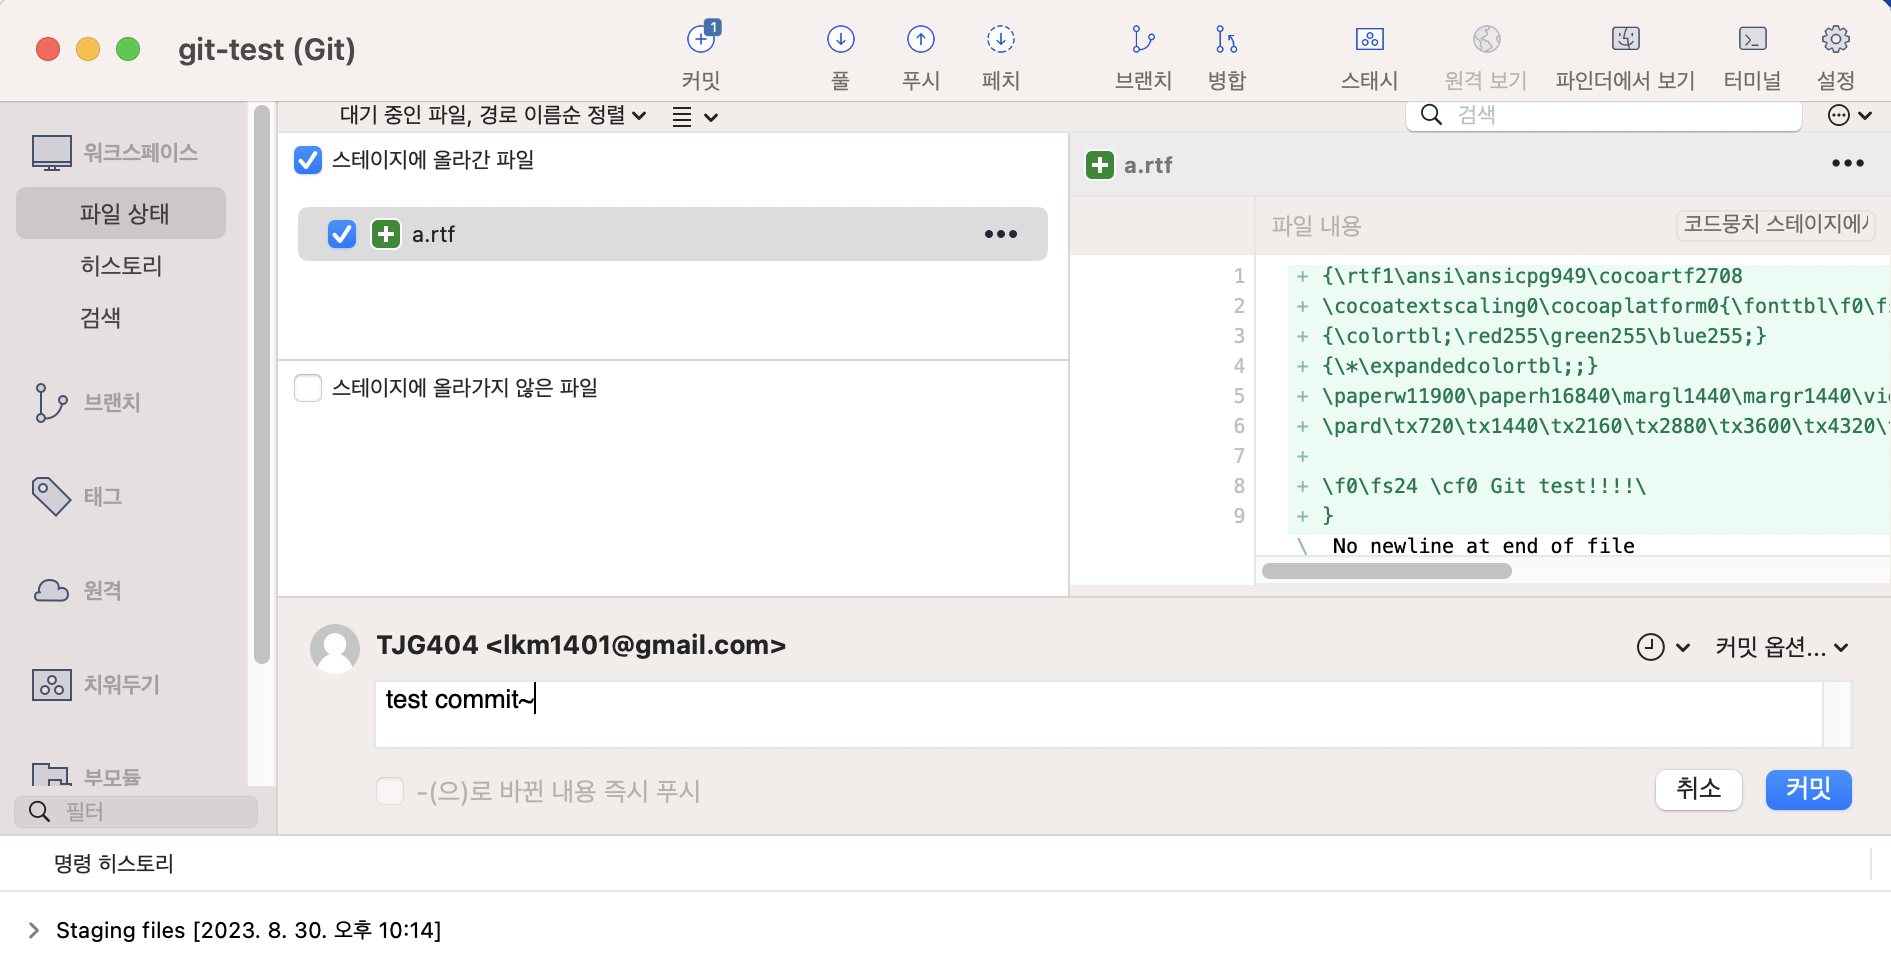 git-test (Git)
1
커밋
풀
푸시
페치
브랜치
병합
스태시
원격 보기
파인더에서 보기
터미널
설정
대기 중인 파일, 경로 이름순 정렬
검색
워크스페이스
파일 상태
히스토리
검색
브랜치
태그
원격
치워두기
부모듈
필터
스테이지에 올라간 파일
a.rtf
스테이지에 올라가지 않은 파일
a.rtf
파일 내용
코드뭉치 스테이지에서
1 + {\rtf1\ansi\ansicpg949\cocoartf2708
2 + \cocoatextscaling0\cocoaplatform0{\fonttbl\f0\fs
3 + {\colortbl;\red255\green255\blue255;}
4 + {\*\expandedcolortbl;;}
5 + \paperw11900\paperh16840\margl1440\margr1440\vie
6 + \pard\tx720\tx1440\tx2160\tx2880\tx3600\tx4320\
7 +
8 + \f0\fs24 \cf0 Git test!!!!\
9 + }
\ No newline at end of file
TJG404 <lkm1401@gmail.com>
커밋 옵션...
test commit~
-(으)로 바뀐 내용 즉시 푸시
취소
커밋
명령 히스토리
Staging files [2023. 8. 30. 오후 10:14]